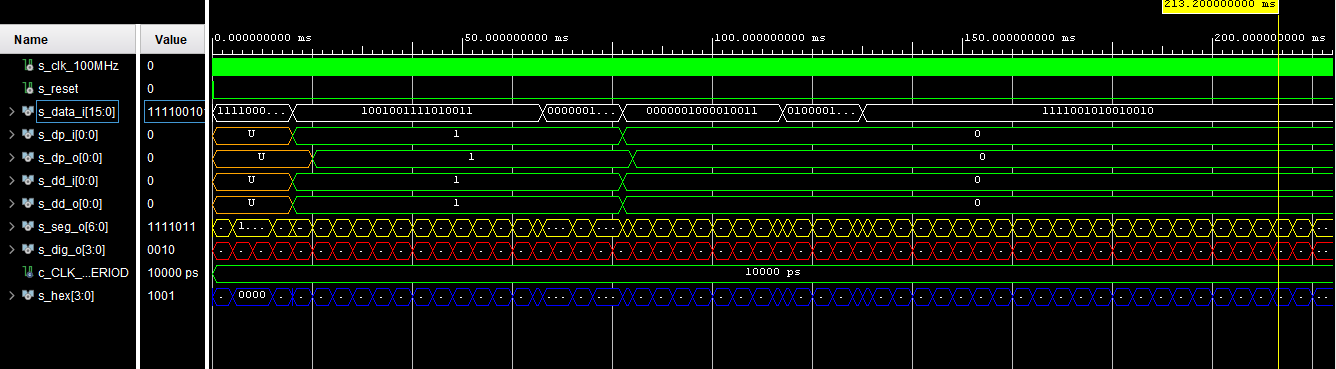 213.200000000 ms
Name Value 0.000000000 ms 50.000000000 ms 100.000000000 ms 150.000000000 ms 200.000000000 ms
s_clk_100MHz 0
s_reset 0
s_data_i[15:0] 11110010 1111000... 1001001111010011 0000001... 0000000100010011 0100001... 1111001010010010
s_dp_i[0:0] 0 U 1 0
s_dp_o[0:0] 0 U 1 0
s_dd_i[0:0] 0 U 1 0
s_dd_o[0:0] 0 U 1 0
s_seg_o[6:0] 1111011 1...
s_dig_o[3:0] 0010
c_CLK_...ERIOD 10000 ps 10000 ps
s_hex[3:0] 1001 0000